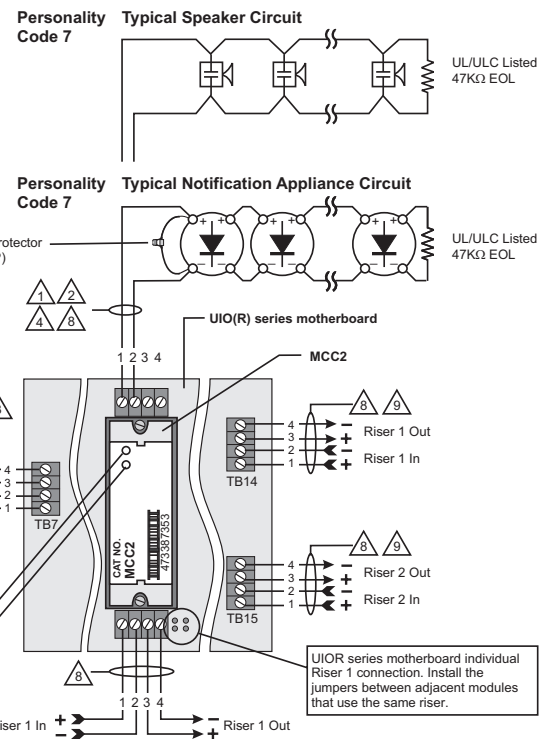 Personality Code 7 Typical Speaker Circuit
UL/ULC Listed
47KΩ EOL
Personality Code 7 Typical Notification Appliance Circuit
+ +
+ +
+ +
– –
– –
– –
UL/ULC Listed
47KΩ EOL
1 2
4 8
UIO(R) series motherboard
MCC2
1 2 3 4
8 9
4 –
3 + Riser 1 Out
2 –
1 + Riser 1 In
TB14
4
3
2
1
TB7
CAT NO.
MCC2
473387353
8 9
4 –
3 + Riser 2 Out
2 –
1 + Riser 2 In
TB15
8
UIOR series motherboard individual
Riser 1 connection. Install the
jumpers between adjacent modules
that use the same riser.
1 2 3 4
iser 1 In + –
– + Riser 1 Out